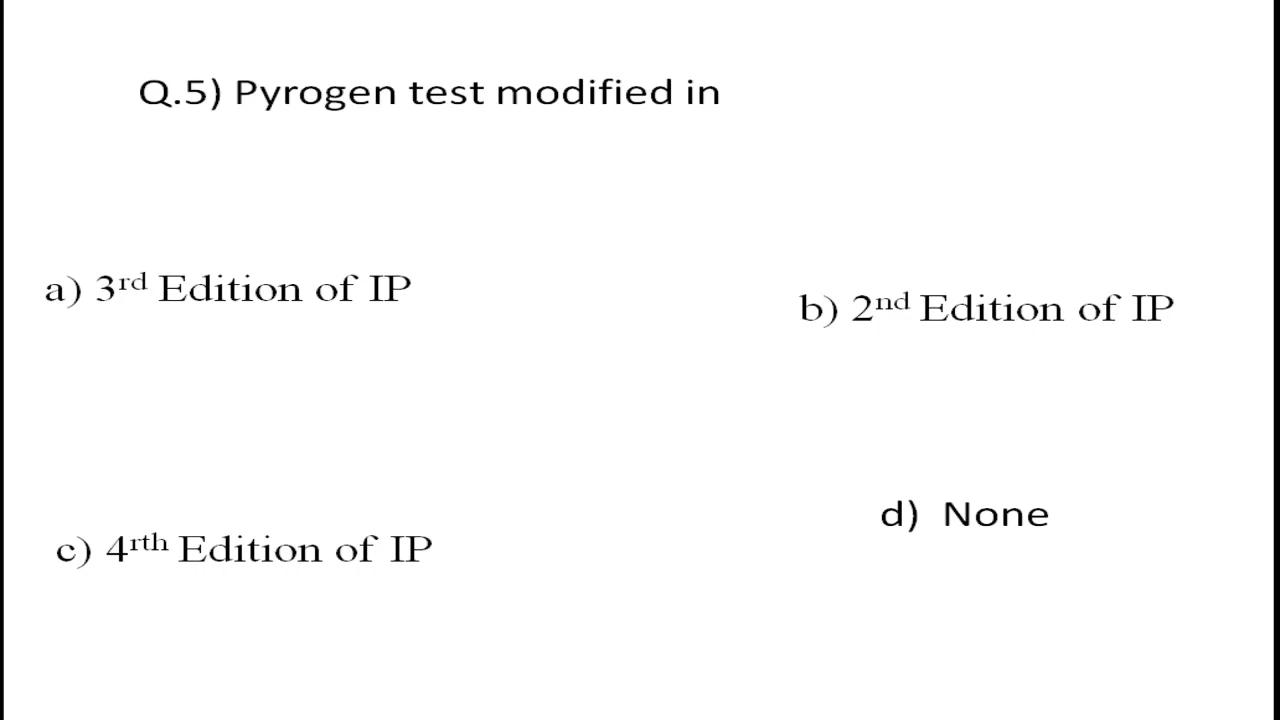 Q.5) Pyrogen test modified in
a) 3rd Edition of IP
b) 2nd Edition of IP
c) 4rth Edition of IP
d) None